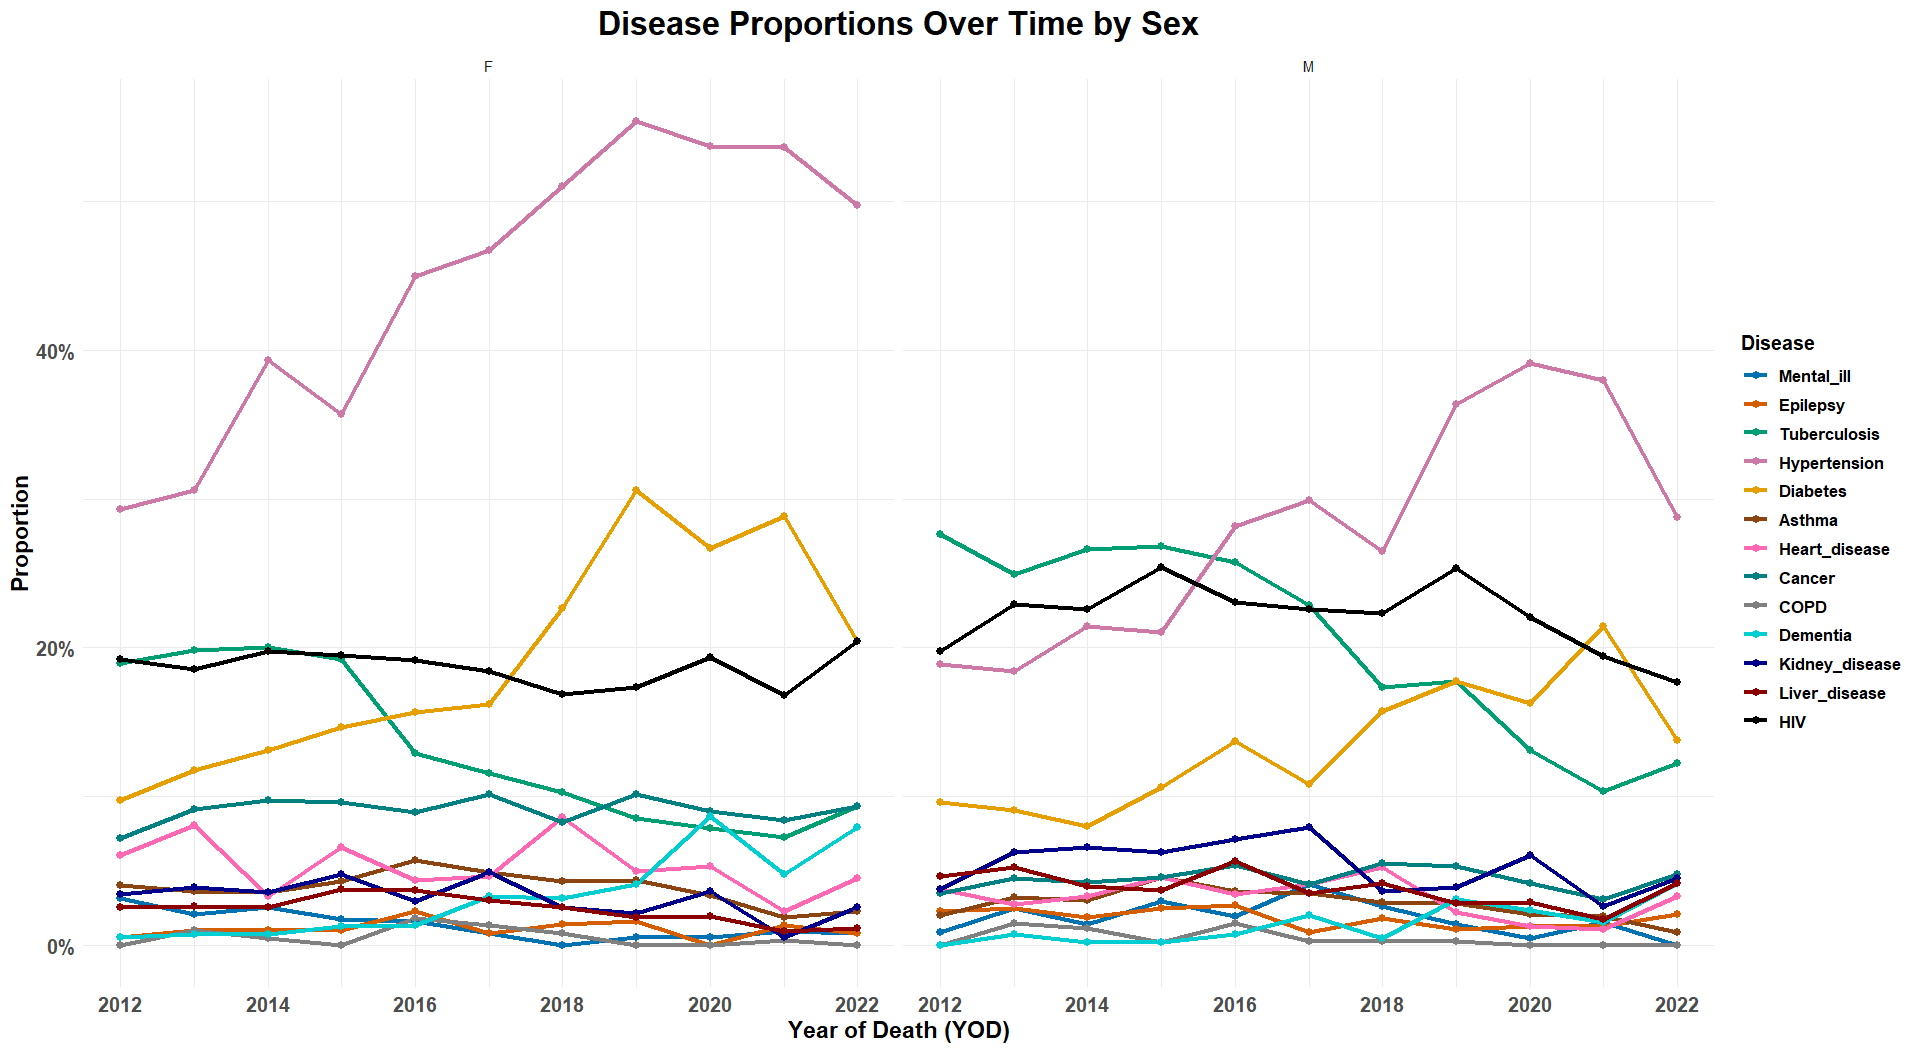 Disease Proportions Over Time by Sex
F
M
Proportion
40%
20%
0%
2012 2014 2016 2018 2020 2022
2012 2014 2016 2018 2020 2022
Year of Death (YOD)
Disease
Mental_ill
Epilepsy
Tuberculosis
Hypertension
Diabetes
Asthma
Heart_disease
Cancer
COPD
Dementia
Kidney_disease
Liver_disease
HIV